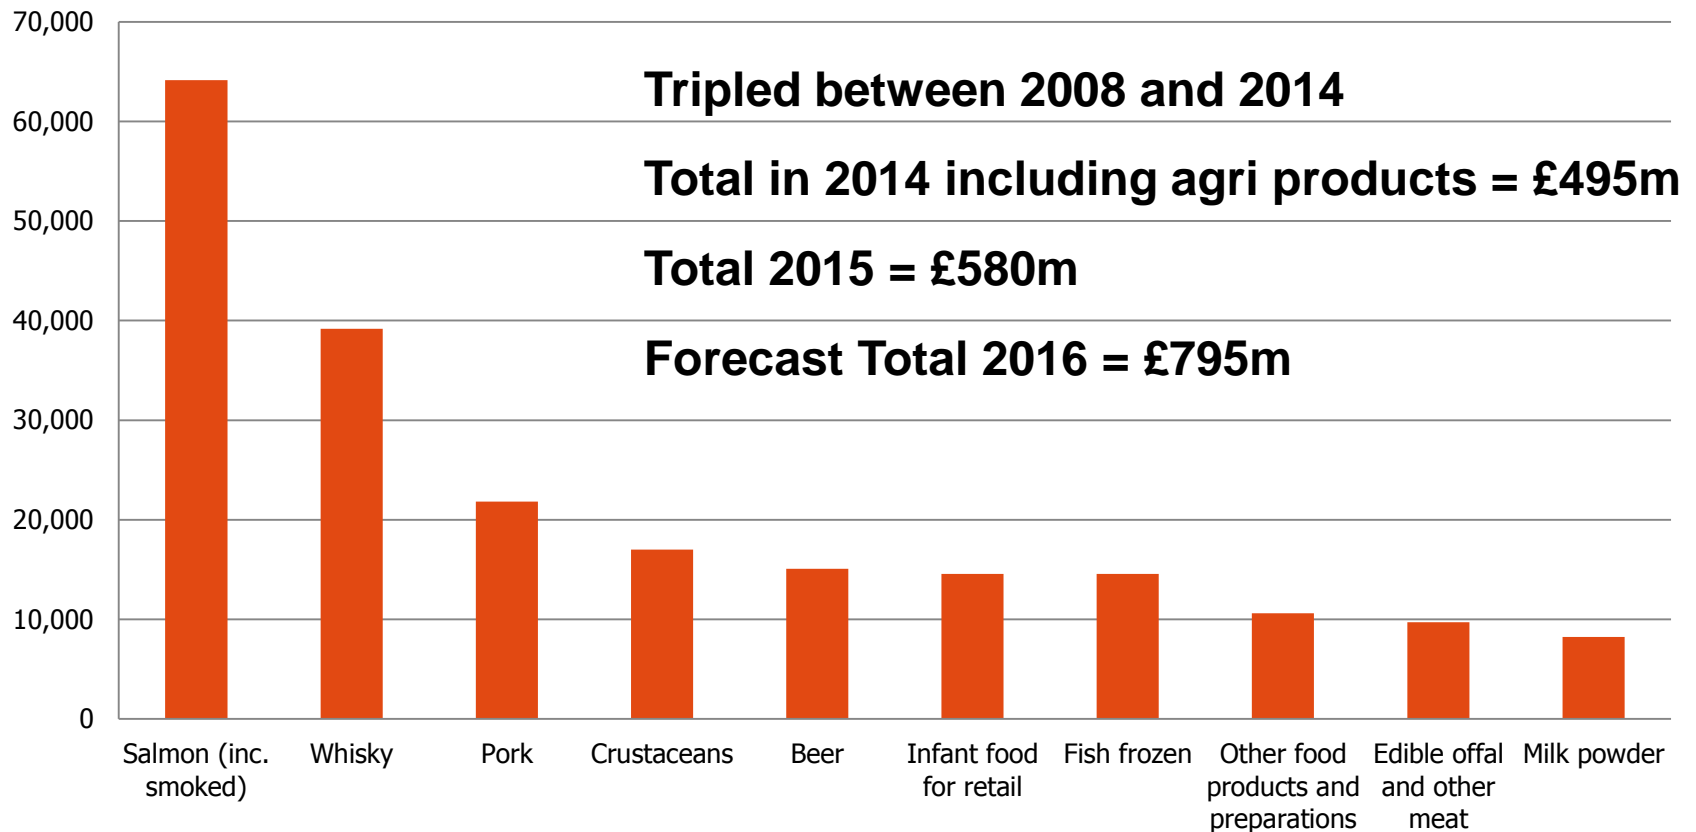 70,000
60,000
50,000
40,000
30,000
20,000
10,000
0
Tripled between 2008 and 2014
Total in 2014 including agri products = £495m
Total 2015 = £580m
Forecast Total 2016 = £795m
Salmon (inc.
smoked)
Whisky
Pork
Crustaceans
Beer
Infant food
for retail
Fish frozen
Other food
products and
preparations
Edible offal
and other
meat
Milk powder